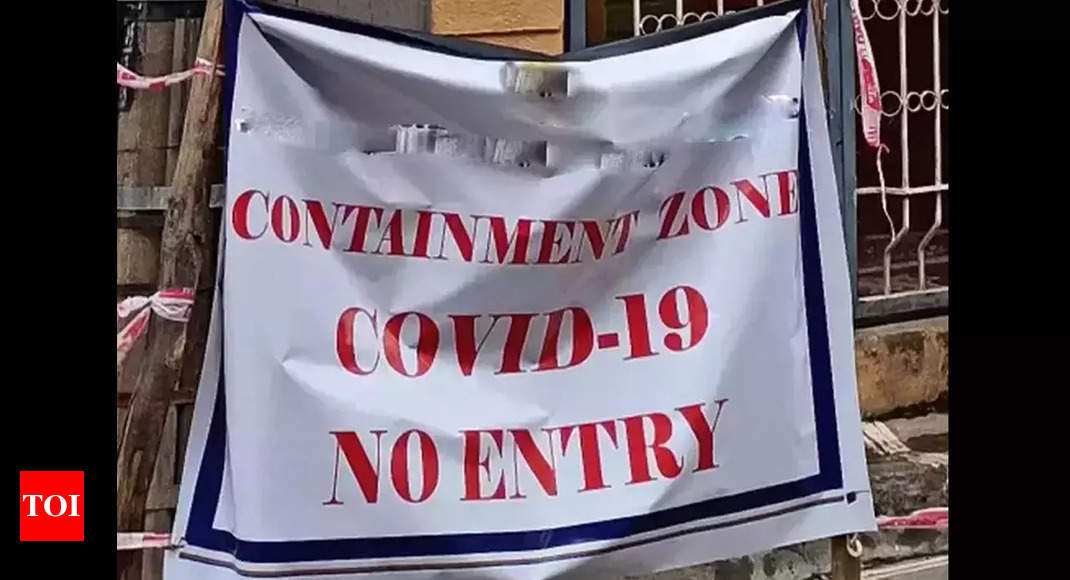 CONTAINMENT ZONE
COVID-19
NO ENTRY
TOI